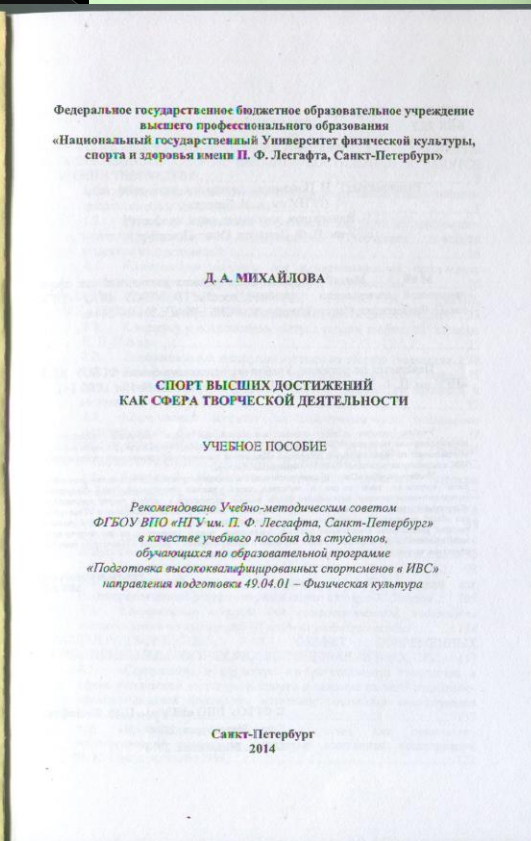 Федеральное государственное бюджетное образовательное учреждение
высшего профессионального образования
«Национальный государственный Университет физической культуры,
спорта и здоровья имени П. Ф. Лесгафта, Санкт-Петербург»
Д. А. МИХАЙЛОВА
СПОРТ ВЫСШИХ ДОСТИЖЕНИЙ
КАК СФЕРА ТВОРЧЕСКОЙ ДЕЯТЕЛЬНОСТИ
УЧЕБНОЕ ПОСОБИЕ
Рекомендовано Учебно-методическим советом
ФГБОУ ВПО «НГУ им. П. Ф. Лесгафта, Санкт-Петербург»
в качестве учебного пособия для студентов,
обучающихся по образовательной программе
«Подготовка высококвалифицированных спортсменов в ИВС»
направления подготовки 49.04.01 – Физическая культура
Санкт-Петербург
2014